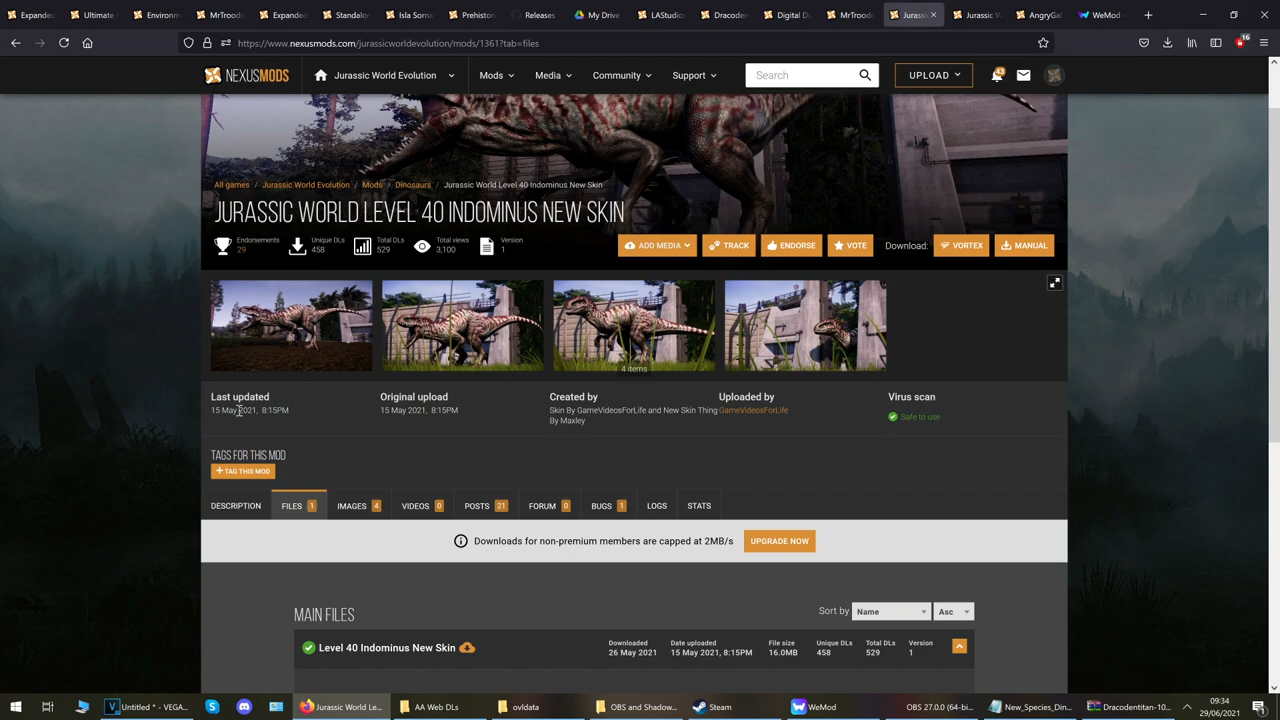 Expanded
Ultimate
Environm
MrTrood
Expanded
Standalon
Isla Sorna
Prehistori
Releases
My Drive
LAStudios
Dracoden
Digital D
MrTroodo
Jurassic
Jurassic W
AngryGal
WeMod -
https://www.nexusmods.com/jurassicworldevolution/mods/1361?tab=files
16
NEXUSMODS
Jurassic World Evolution
Mods
Media
Community
Support
Search
UPLOAD
43
All games / Jurassic World Evolution / Mods / Dinosaurs / Jurassic World Level 40 Indominus New Skin
JURASSIC WORLD LEVEL 40 INDOMINUS NEW SKIN
Endorsements
29
Unique DLs
458
Total DLs
529
Total views
3,100
Version
1
ADD MEDIA
TRACK
ENDORSE
VOTE
Download:
VORTEX
MANUAL
4 items
Last updated
15 May 2021, 8:15PM
Original upload
15 May 2021, 8:15PM
Created by
Skin By GameVideosForLife and New Skin Thing
By Maxley
Uploaded by
GameVideosForLife
Virus scan
Safe to use
TAGS FOR THIS MOD
+ TAG THIS MOD
DESCRIPTION
FILES 1
IMAGES 4
VIDEOS 0
POSTS 21
FORUM 0
BUGS 1
LOGS
STATS
Downloads for non-premium members are capped at 2MB/s
UPGRADE NOW
MAIN FILES
Sort by
Name
Asc
Level 40 Indominus New Skin
Downloaded
26 May 2021
Date uploaded
15 May 2021, 8:15PM
File size
16.0MB
Unique DLs
458
Total DLs
529
Version
1
Untitled * - VEGA...
Jurassic World Le...
AA Web DLs
ovldata
OBS and Shadow...
Steam
WeMod
OBS 27.0.0 (64-bi...
New_Species_Din...
Dracodentitan-10...
09:34
29/06/2021